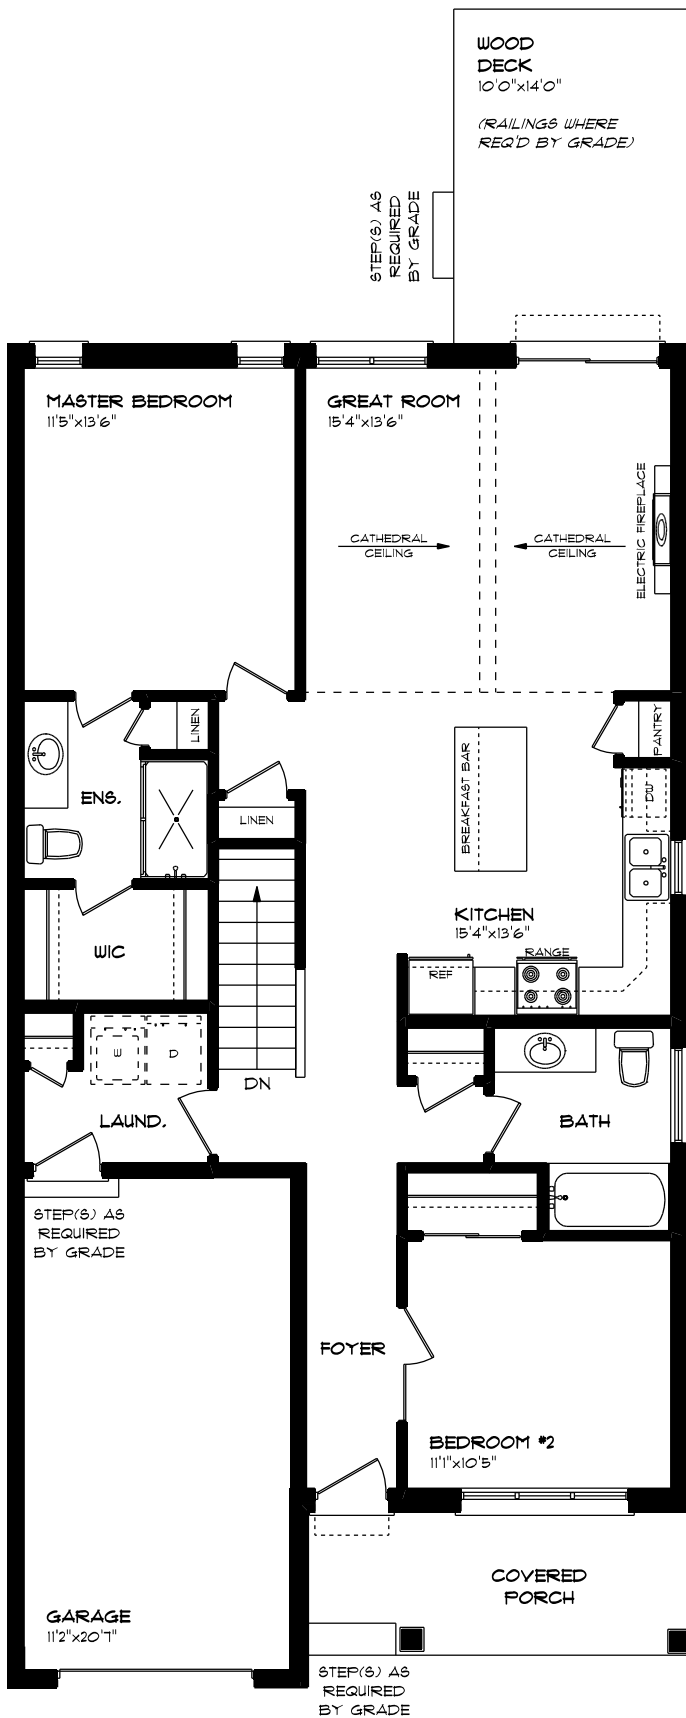 WOOD
DECK
10'0"x14'0"
(RAILINGS WHERE
REQ'D BY GRADE)
STEP(S) AS
REQUIRED
BY GRADE
MASTER BEDROOM
11'5"x13'6"
GREAT ROOM
15'4"x13'6"
ELECTRIC FIREPLACE
CATHEDRAL
CEILING
CATHEDRAL
CEILING
LINEN
PANTRY
ENS.
LINEN
BREAKFAST BAR
DW
KITCHEN
15'4"x13'6"
WIC
RANGE
REF
W
D
DN
LAUND.
BATH
STEP(S) AS
REQUIRED
BY GRADE
FOYER
BEDROOM #2
11'1"x10'5"
COVERED
PORCH
GARAGE
11'2"x20'7"
STEP(S) AS
REQUIRED
BY GRADE